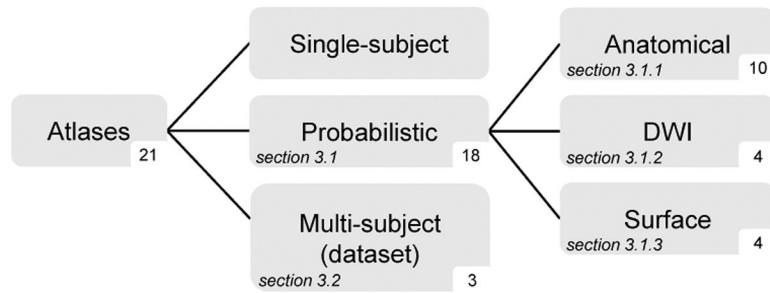 Atlases
21
Single-subject
Probabilistic
section 3.1
18
Multi-subject
(dataset)
section 3.2
3
Anatomical
section 3.1.1
10
DWI
section 3.1.2
4
Surface
section 3.1.3
4